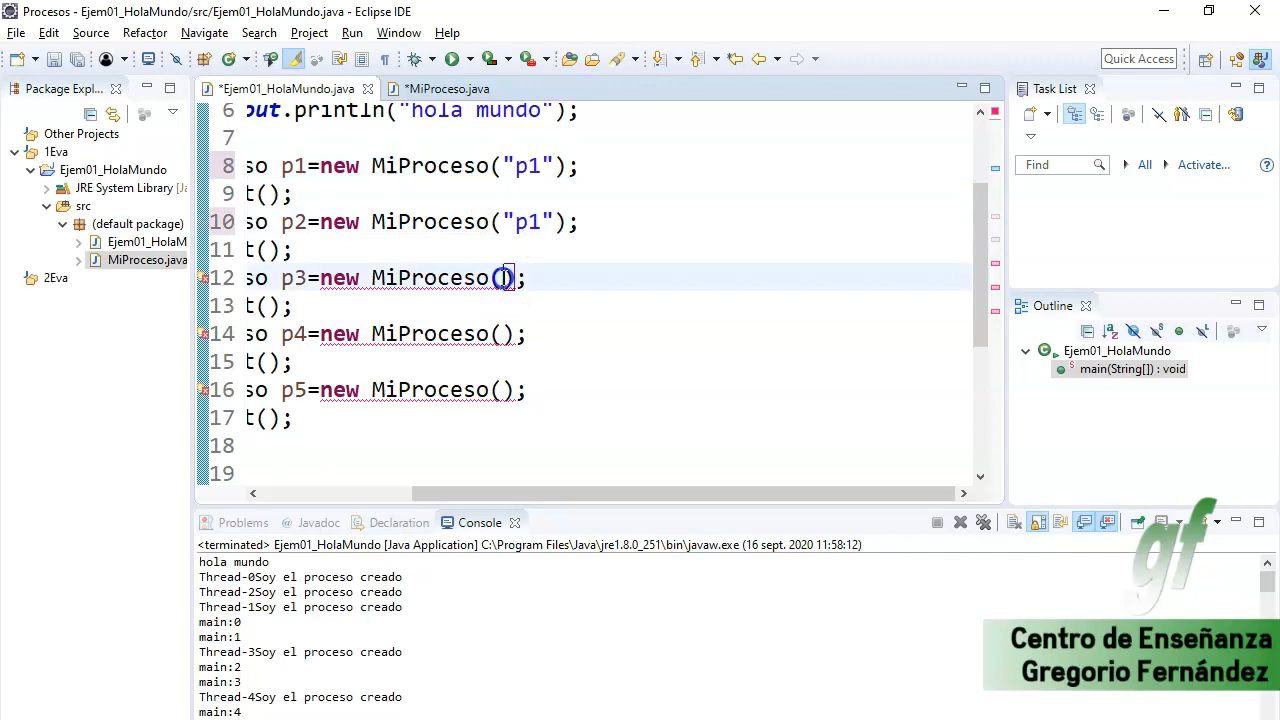 Procesos - Ejem01_HolaMundo/src/Ejem01_HolaMundo.java - Eclipse IDE
File Edit Source Refactor Navigate Search Project Run Window Help
Quick Access
Package Expl...
Other Projects
1Eva
Ejem01_HolaMundo
JRE System Library [Ja
src
(default package)
Ejem01_HolaM
MiProceso.java
2Eva
*Ejem01_HolaMundo.java *MiProceso.java
6 out.println("hola mundo");
7
8 so p1=new MiProceso("p1");
9 t();
10 so p2=new MiProceso("p1");
11 t();
12 so p3=new MiProceso();
13 t();
14 so p4=new MiProceso();
15 t();
16 so p5=new MiProceso();
17 t();
18
19
Task List
Find All Activate...
Outline
Ejem01_HolaMundo
main(String[]) : void
Problems Javadoc Declaration Console
<terminated> Ejem01_HolaMundo [Java Application] C:\Program Files\Java\jre1.8.0_251\bin\javaw.exe (16 sept. 2020 11:58:12)
hola mundo
Thread-0Soy el proceso creado
Thread-2Soy el proceso creado
Thread-1Soy el proceso creado
main:0
main:1
Thread-3Soy el proceso creado
main:2
main:3
Thread-4Soy el proceso creado
main:4
gf
Centro de Enseñanza
Gregorio Fernández